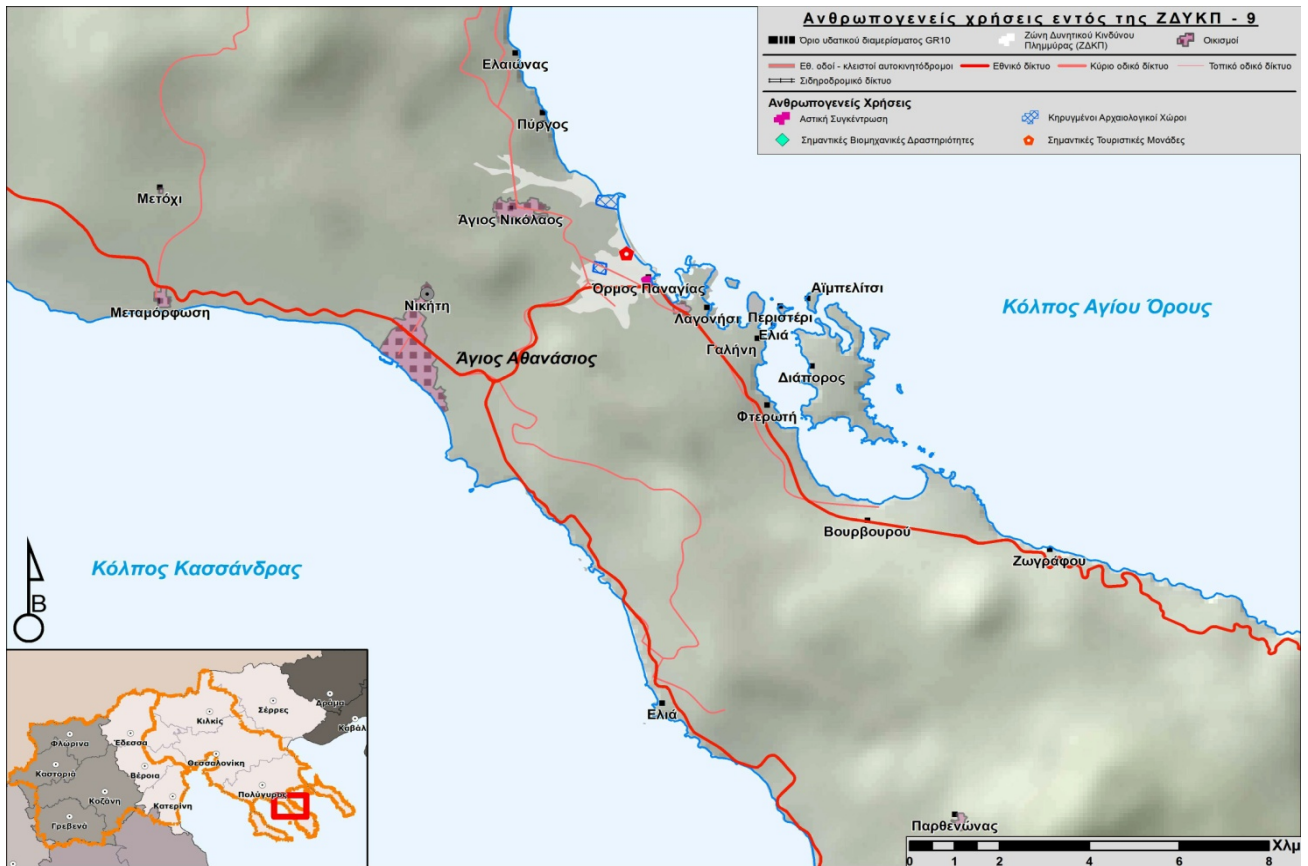 Ανθρωπογενείς χρήσεις εντός της ΖΔΥΚΠ - 9
Όριο υδατικού διαμερίσματος GR10
Ζώνη Δυνητικού Κινδύνου
Πλημμύρας (ΖΔΚΠ)
Οικισμοί
Εθ. οδοί - κλειστοί αυτοκινητόδρομοι
Εθνικό δίκτυο
Κύριο οδικό δίκτυο
Τοπικό οδικό δίκτυο
Σιδηροδρομικό δίκτυο
Ανθρωπογενείς Χρήσεις
Αστική Συγκέντρωση
Κηρυγμένοι Αρχαιολογικοί Χώροι
Σημαντικές Βιομηχανικές Δραστηριότητες
Σημαντικές Τουριστικές Μονάδες
Ελαιώνας
Πύργος
Μετόχι
Άγιος Νικόλαος
Όρμος Παναγίας
Αϊμπελίτσι
Νικήτη
Μεταμόρφωση
Λαγονήσι
Περιστέρι
Κόλπος Αγίου Όρους
Ελιά
Γαλήνη
Άγιος Αθανάσιος
Διάπορος
Φτερωτή
Βουρβουρού
Ζωγράφου
Κόλπος Κασσάνδρας
Β
Ελιά
Παρθενώνας
Σέρρες
Δράμα
Κιλκίς
Καβάλ
Φλώρινα
Έδεσσα
Θεσσαλονίκη
Καστοριά
Βέροια
Πολύγυρος
Κοζάνη
Κατερίνη
Γρεβενά
Χλμ
0 1 2 4 6 8